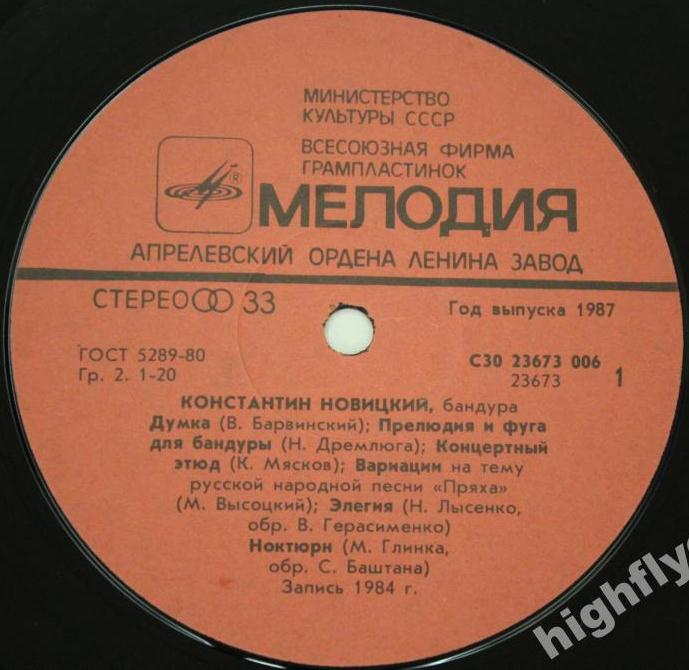 МИНИСТЕРСТВО
КУЛЬТУРЫ СССР
ВСЕСОЮЗНАЯ ФИРМА
ГРАМПЛАСТИНОК
®
МЕЛОДИЯ
АПРЕЛЕВСКИЙ ОРДЕНА ЛЕНИНА ЗАВОД
СТЕРЕО 33
Год выпуска 1987
ГОСТ 5289-80
Гр. 2. 1-20
С30 23673 006
23673 1
КОНСТАНТИН НОВИЦКИЙ, бандура
Думка (В. Барвинский); Прелюдия и фуга
для бандуры (Н. Дремлюга); Концертный
этюд (К. Мясков); Вариации на тему
русской народной песни «Пряха»
(М. Высоцкий); Элегия (Н. Лысенко,
обр. В. Герасименко)
Ноктюрн (М. Глинка,
обр. С. Баштана)
Запись 1984 г.